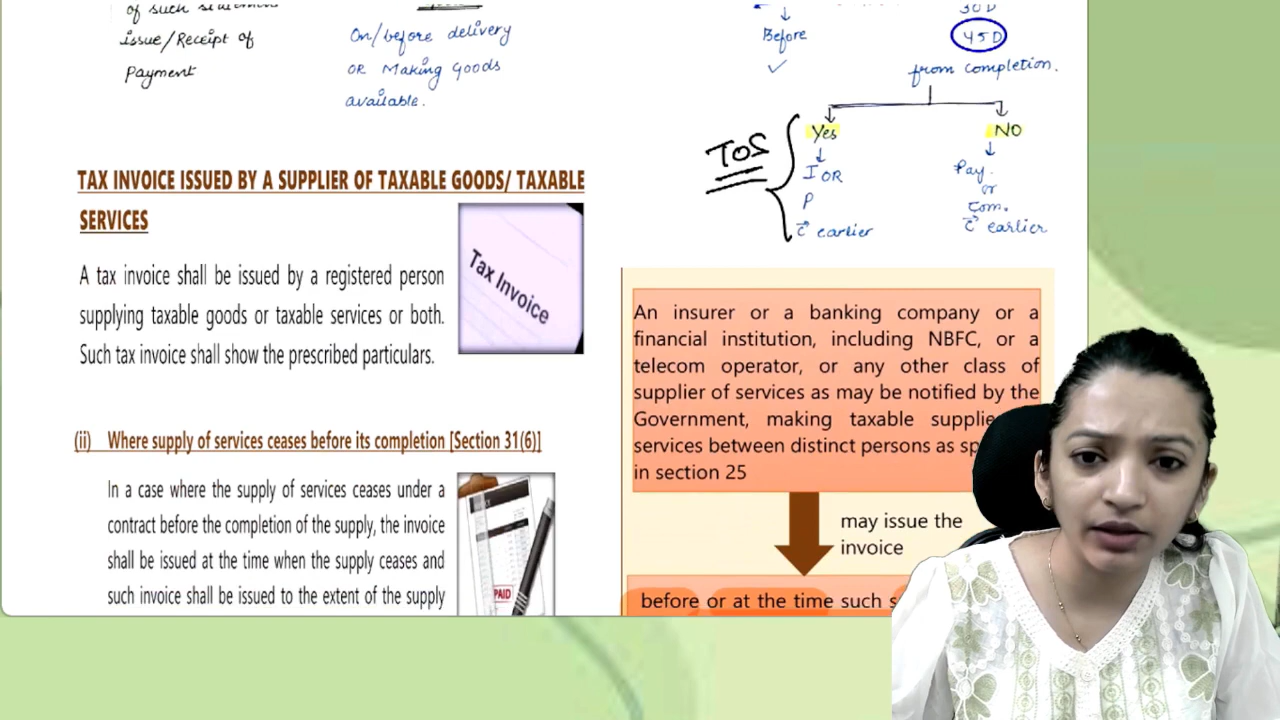 of such statement
issue/Receipt of
Payment
On/before delivery
OR Making Goods
available.
Before
30D
45D
from completion.
Yes
NO
TOS
I OR
P
c̄ earlier
Pay.
or
Com.
c̄ earlier
TAX INVOICE ISSUED BY A SUPPLIER OF TAXABLE GOODS/ TAXABLE
SERVICES
A tax invoice shall be issued by a registered person
supplying taxable goods or taxable services or both.
Such tax invoice shall show the prescribed particulars.
Tax Invoice
(ii) Where supply of services ceases before its completion [Section 31(6)]
In a case where the supply of services ceases under a
contract before the completion of the supply, the invoice
shall be issued at the time when the supply ceases and
such invoice shall be issued to the extent of the supply
PAID
An insurer or a banking company or a
financial institution, including NBFC, or a
telecom operator, or any other class of
supplier of services as may be notified by the
Government, making taxable supplie
services between distinct persons as sp
in section 25
may issue the
invoice
before or at the time such s